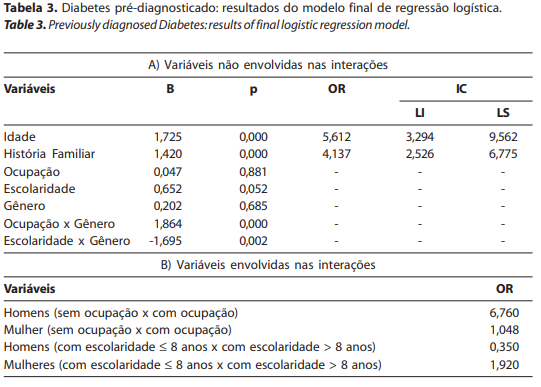 Tabela 3. Diabetes pré-diagnosticado: resultados do modelo final de regressão logística.
Table 3. Previously diagnosed Diabetes: results of final logistic regression model.
A) Variáveis não envolvidas nas interações
Variáveis B p OR IC
LI LS
Idade 1,725 0,000 5,612 3,294 9,562
História Familiar 1,420 0,000 4,137 2,526 6,775
Ocupação 0,047 0,881 - - -
Escolaridade 0,652 0,052 - - -
Gênero 0,202 0,685 - - -
Ocupação x Gênero 1,864 0,000 - - -
Escolaridade x Gênero -1,695 0,002 - - -
B) Variáveis envolvidas nas interações
Variáveis OR
Homens (sem ocupação x com ocupação) 6,760
Mulher (sem ocupação x com ocupação) 1,048
Homens (com escolaridade ≤ 8 anos x com escolaridade > 8 anos) 0,350
Mulheres (com escolaridade ≤ 8 anos x com escolaridade > 8 anos) 1,920